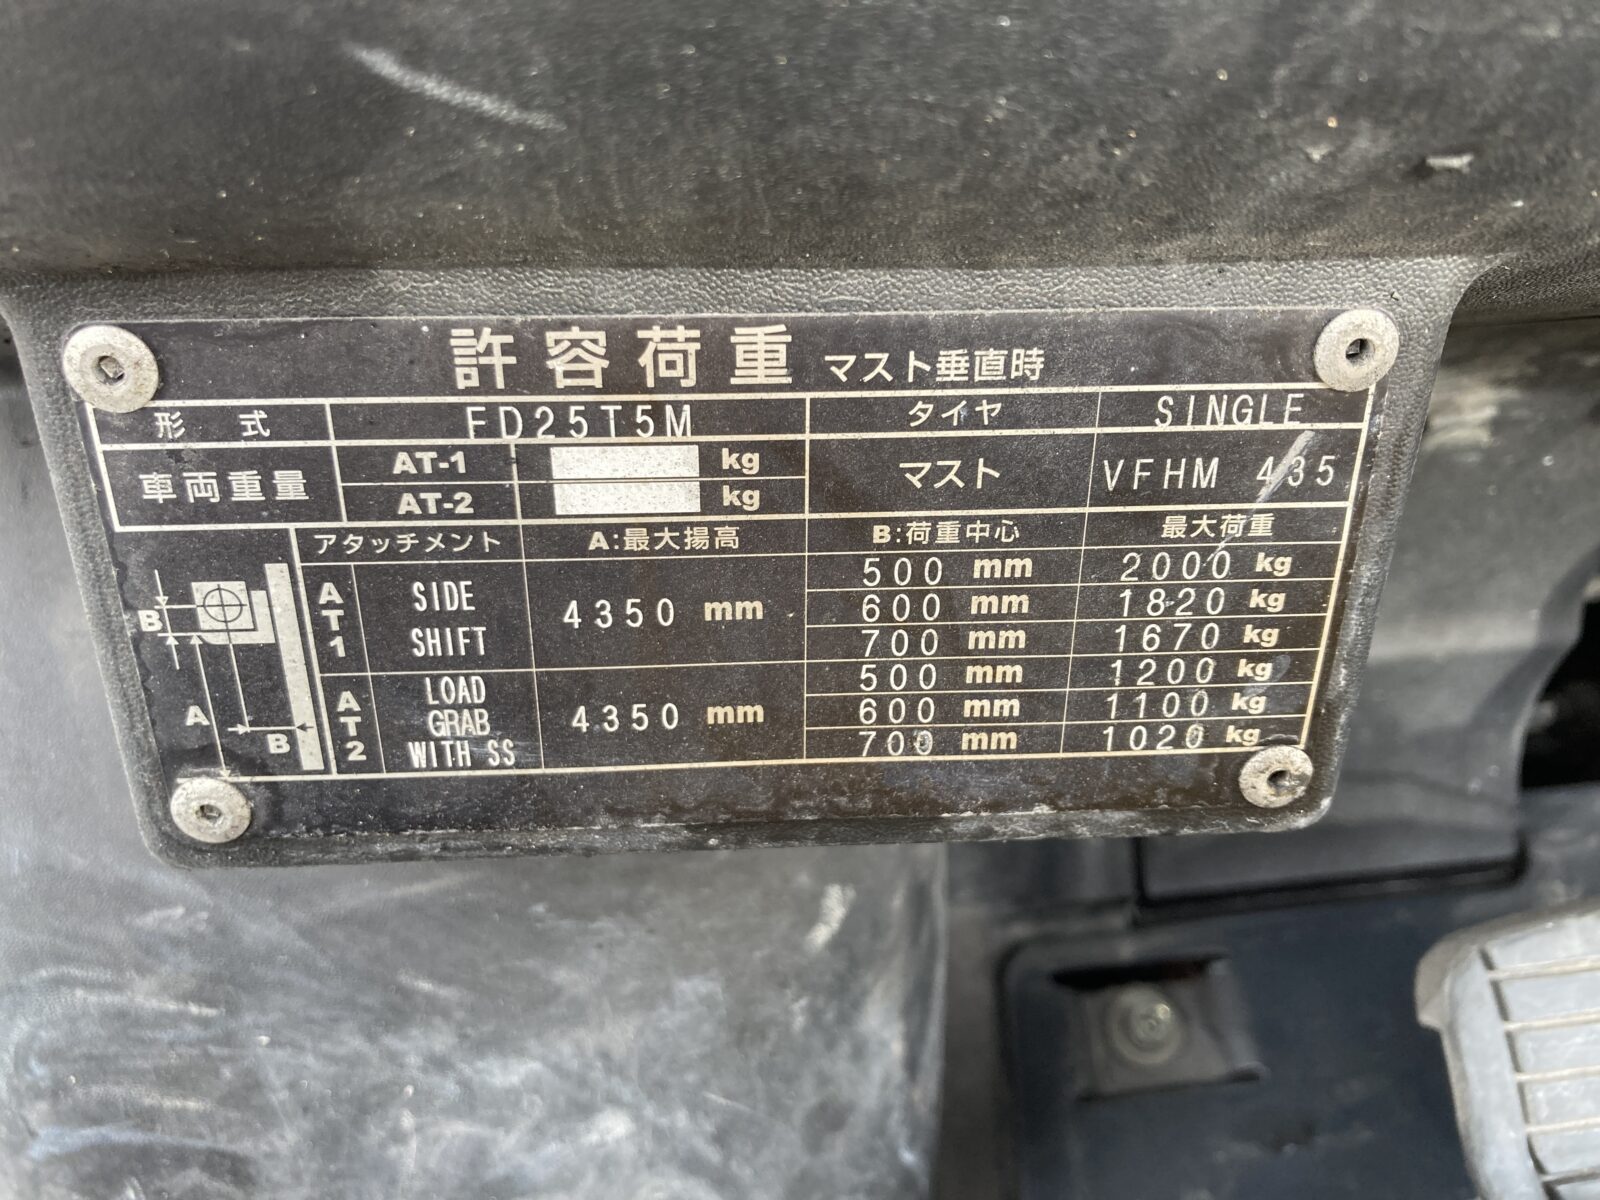 許容荷重 マスト垂直時
形式 FD25T5M タイヤ SINGLE
車両重量 AT-1 kg マスト VFHM 435
AT-2 kg
アタッチメント A:最大揚高 B:荷重中心 最大荷重
AT1 SIDE SHIFT 4350 mm 500 mm 2000 kg
600 mm 1820 kg
700 mm 1670 kg
AT2 LOAD GRAB WITH SS 4350 mm 500 mm 1200 kg
600 mm 1100 kg
700 mm 1020 kg
B
A
B